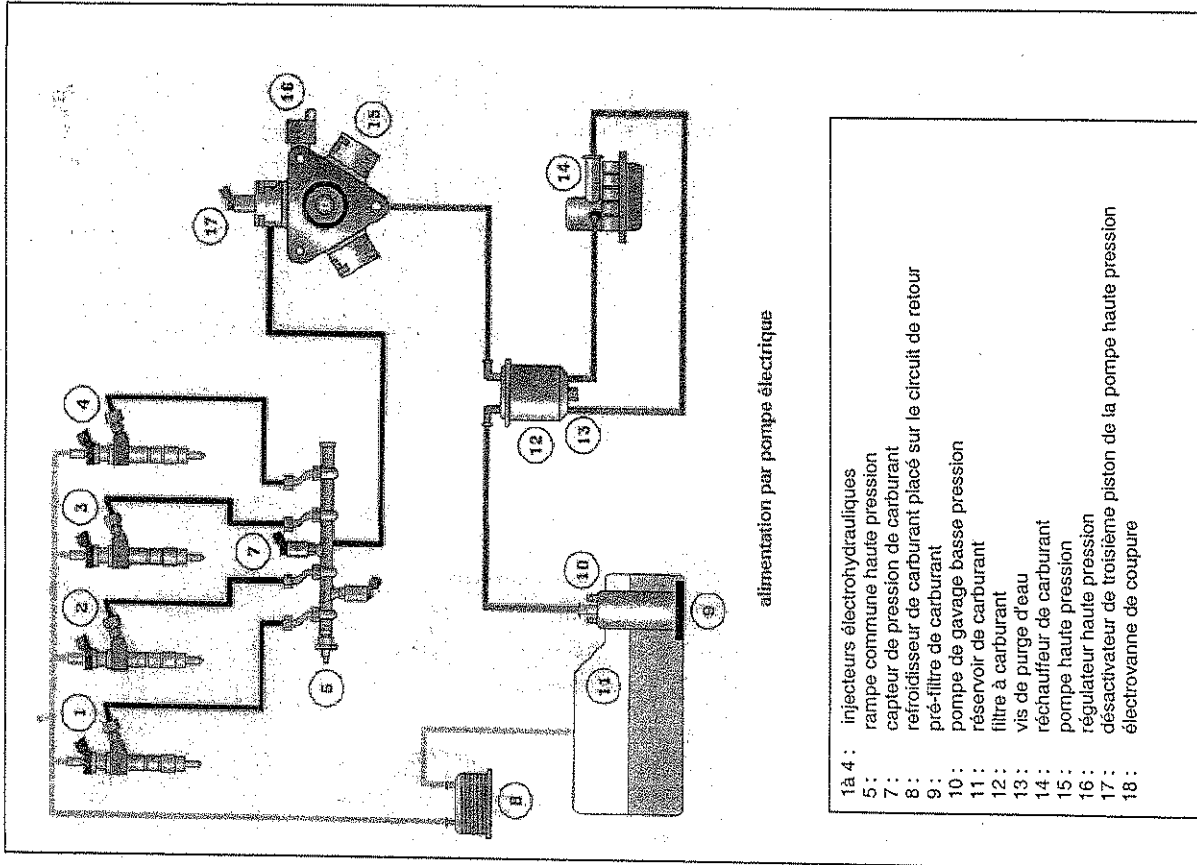 1
2
3
4
5
7
8
9
10
11
12
13
14
15
16
17
alimentation par pompe électrique
1à 4 : injecteurs électrohydrauliques
5 : rampe commune haute pression
7 : capteur de pression de carburant
8 : refroidisseur de carburant placé sur le circuit de retour
9 : pré-filtre de carburant
10 : pompe de gavage basse pression
11 : réservoir de carburant
12 : filtre à carburant
13 : vis de purge d'eau
14 : réchauffeur de carburant
15 : pompe haute pression
16 : régulateur haute pression
17 : désactivateur de troisième piston de la pompe haute pression
18 : électrovanne de coupure